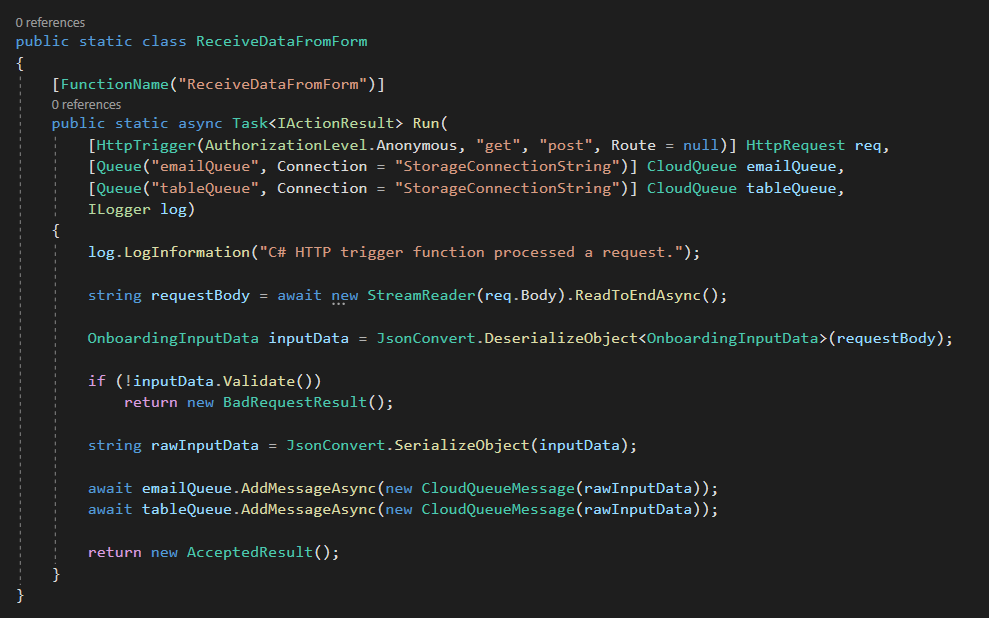 0 references
public static class ReceiveDataFromForm
{
    [FunctionName("ReceiveDataFromForm")]
    0 references
    public static async Task<IActionResult> Run(
        [HttpTrigger(AuthorizationLevel.Anonymous, "get", "post", Route = null)] HttpRequest req,
        [Queue("emailQueue", Connection = "StorageConnectionString")] CloudQueue emailQueue,
        [Queue("tableQueue", Connection = "StorageConnectionString")] CloudQueue tableQueue,
        ILogger log)
    {
        log.LogInformation("C# HTTP trigger function processed a request.");

        string requestBody = await new StreamReader(req.Body).ReadToEndAsync();

        OnboardingInputData inputData = JsonConvert.DeserializeObject<OnboardingInputData>(requestBody);

        if (!inputData.Validate())
            return new BadRequestResult();

        string rawInputData = JsonConvert.SerializeObject(inputData);

        await emailQueue.AddMessageAsync(new CloudQueueMessage(rawInputData));
        await tableQueue.AddMessageAsync(new CloudQueueMessage(rawInputData));

        return new AcceptedResult();
    }
}